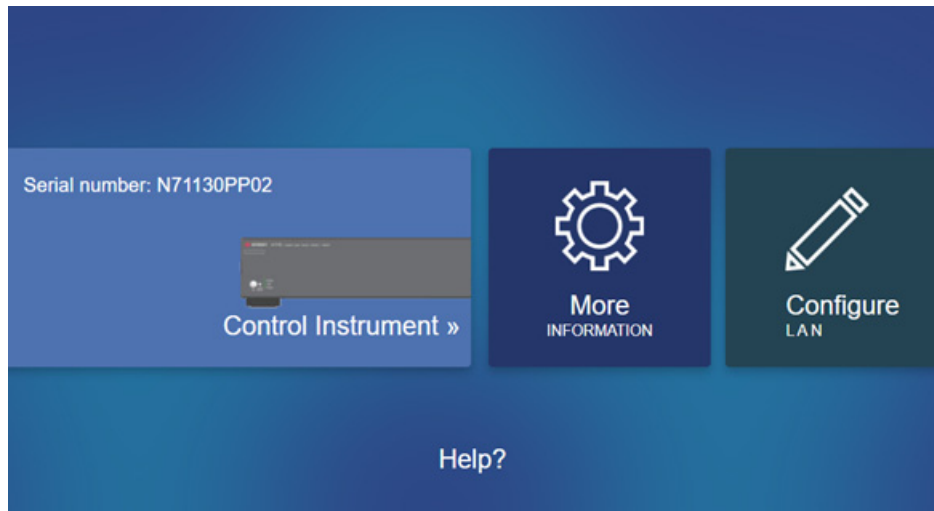 Serial number: N71130PP02
Control Instrument »
More
INFORMATION
Configure
LAN
Help?